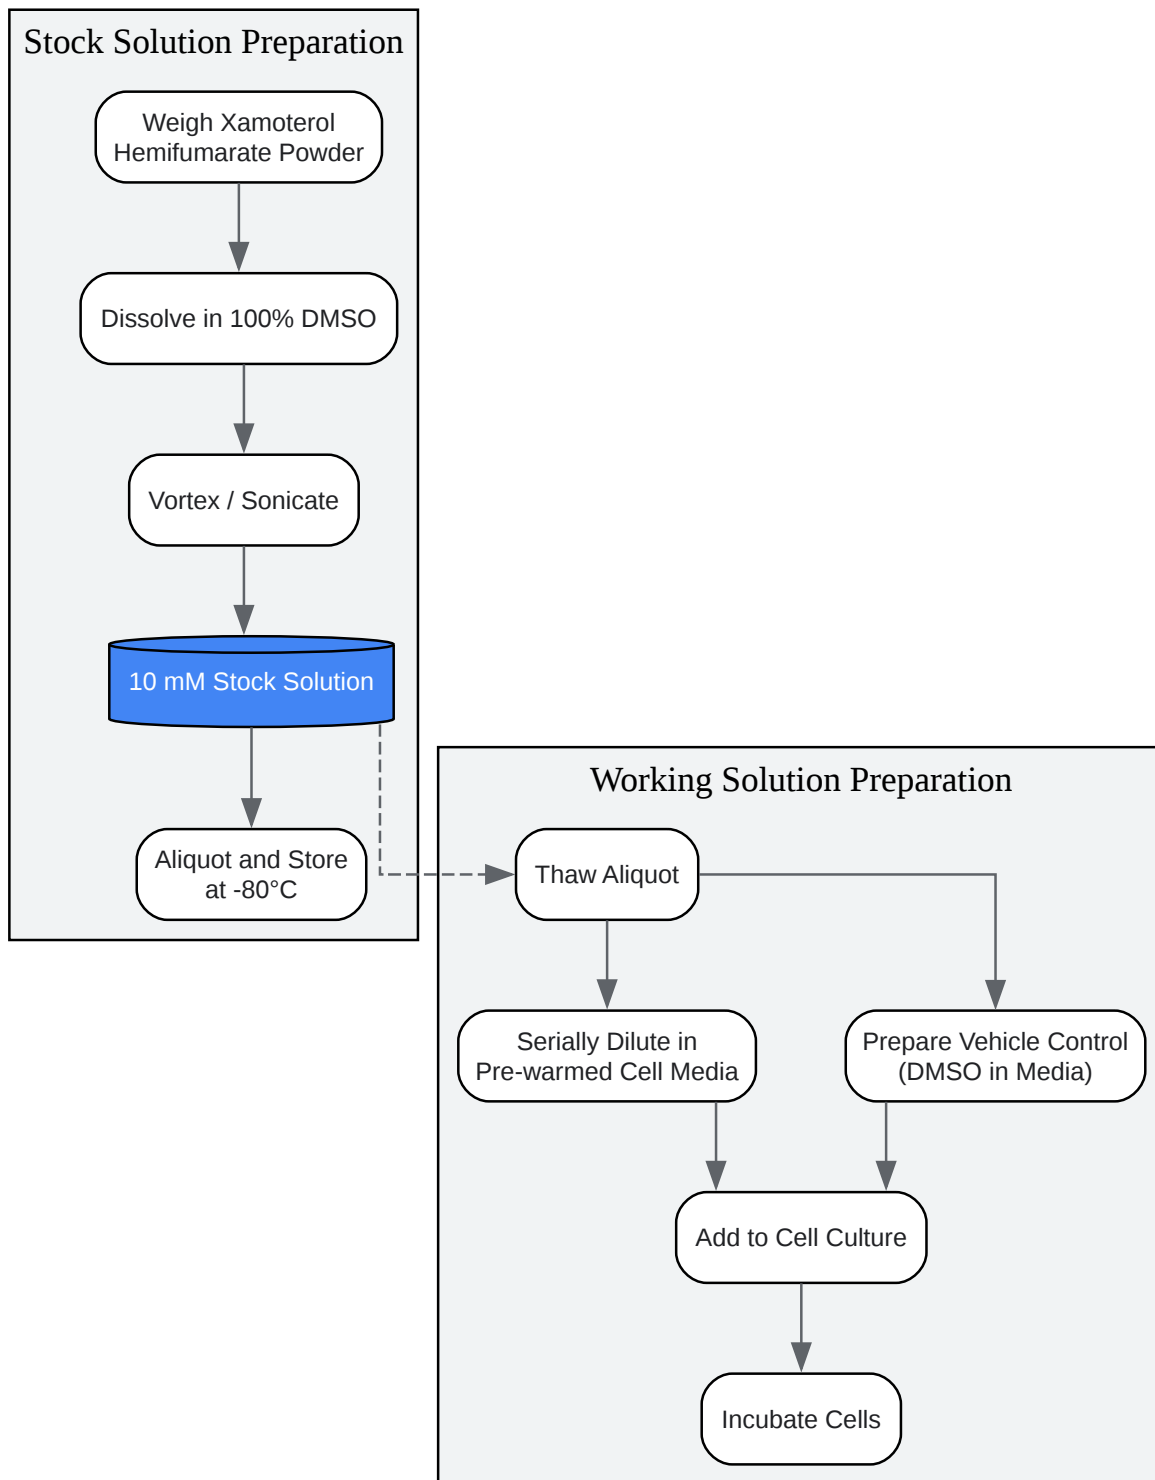 Stock Solution Preparation
Weigh Xamoterol
Hemifumarate Powder
Dissolve in 100% DMSO
Vortex / Sonicate
10 mM Stock Solution
Aliquot and Store
at -80°C
Working Solution Preparation
Thaw Aliquot
Serially Dilute in
Pre-warmed Cell Media
Prepare Vehicle Control
(DMSO in Media)
Add to Cell Culture
Incubate Cells